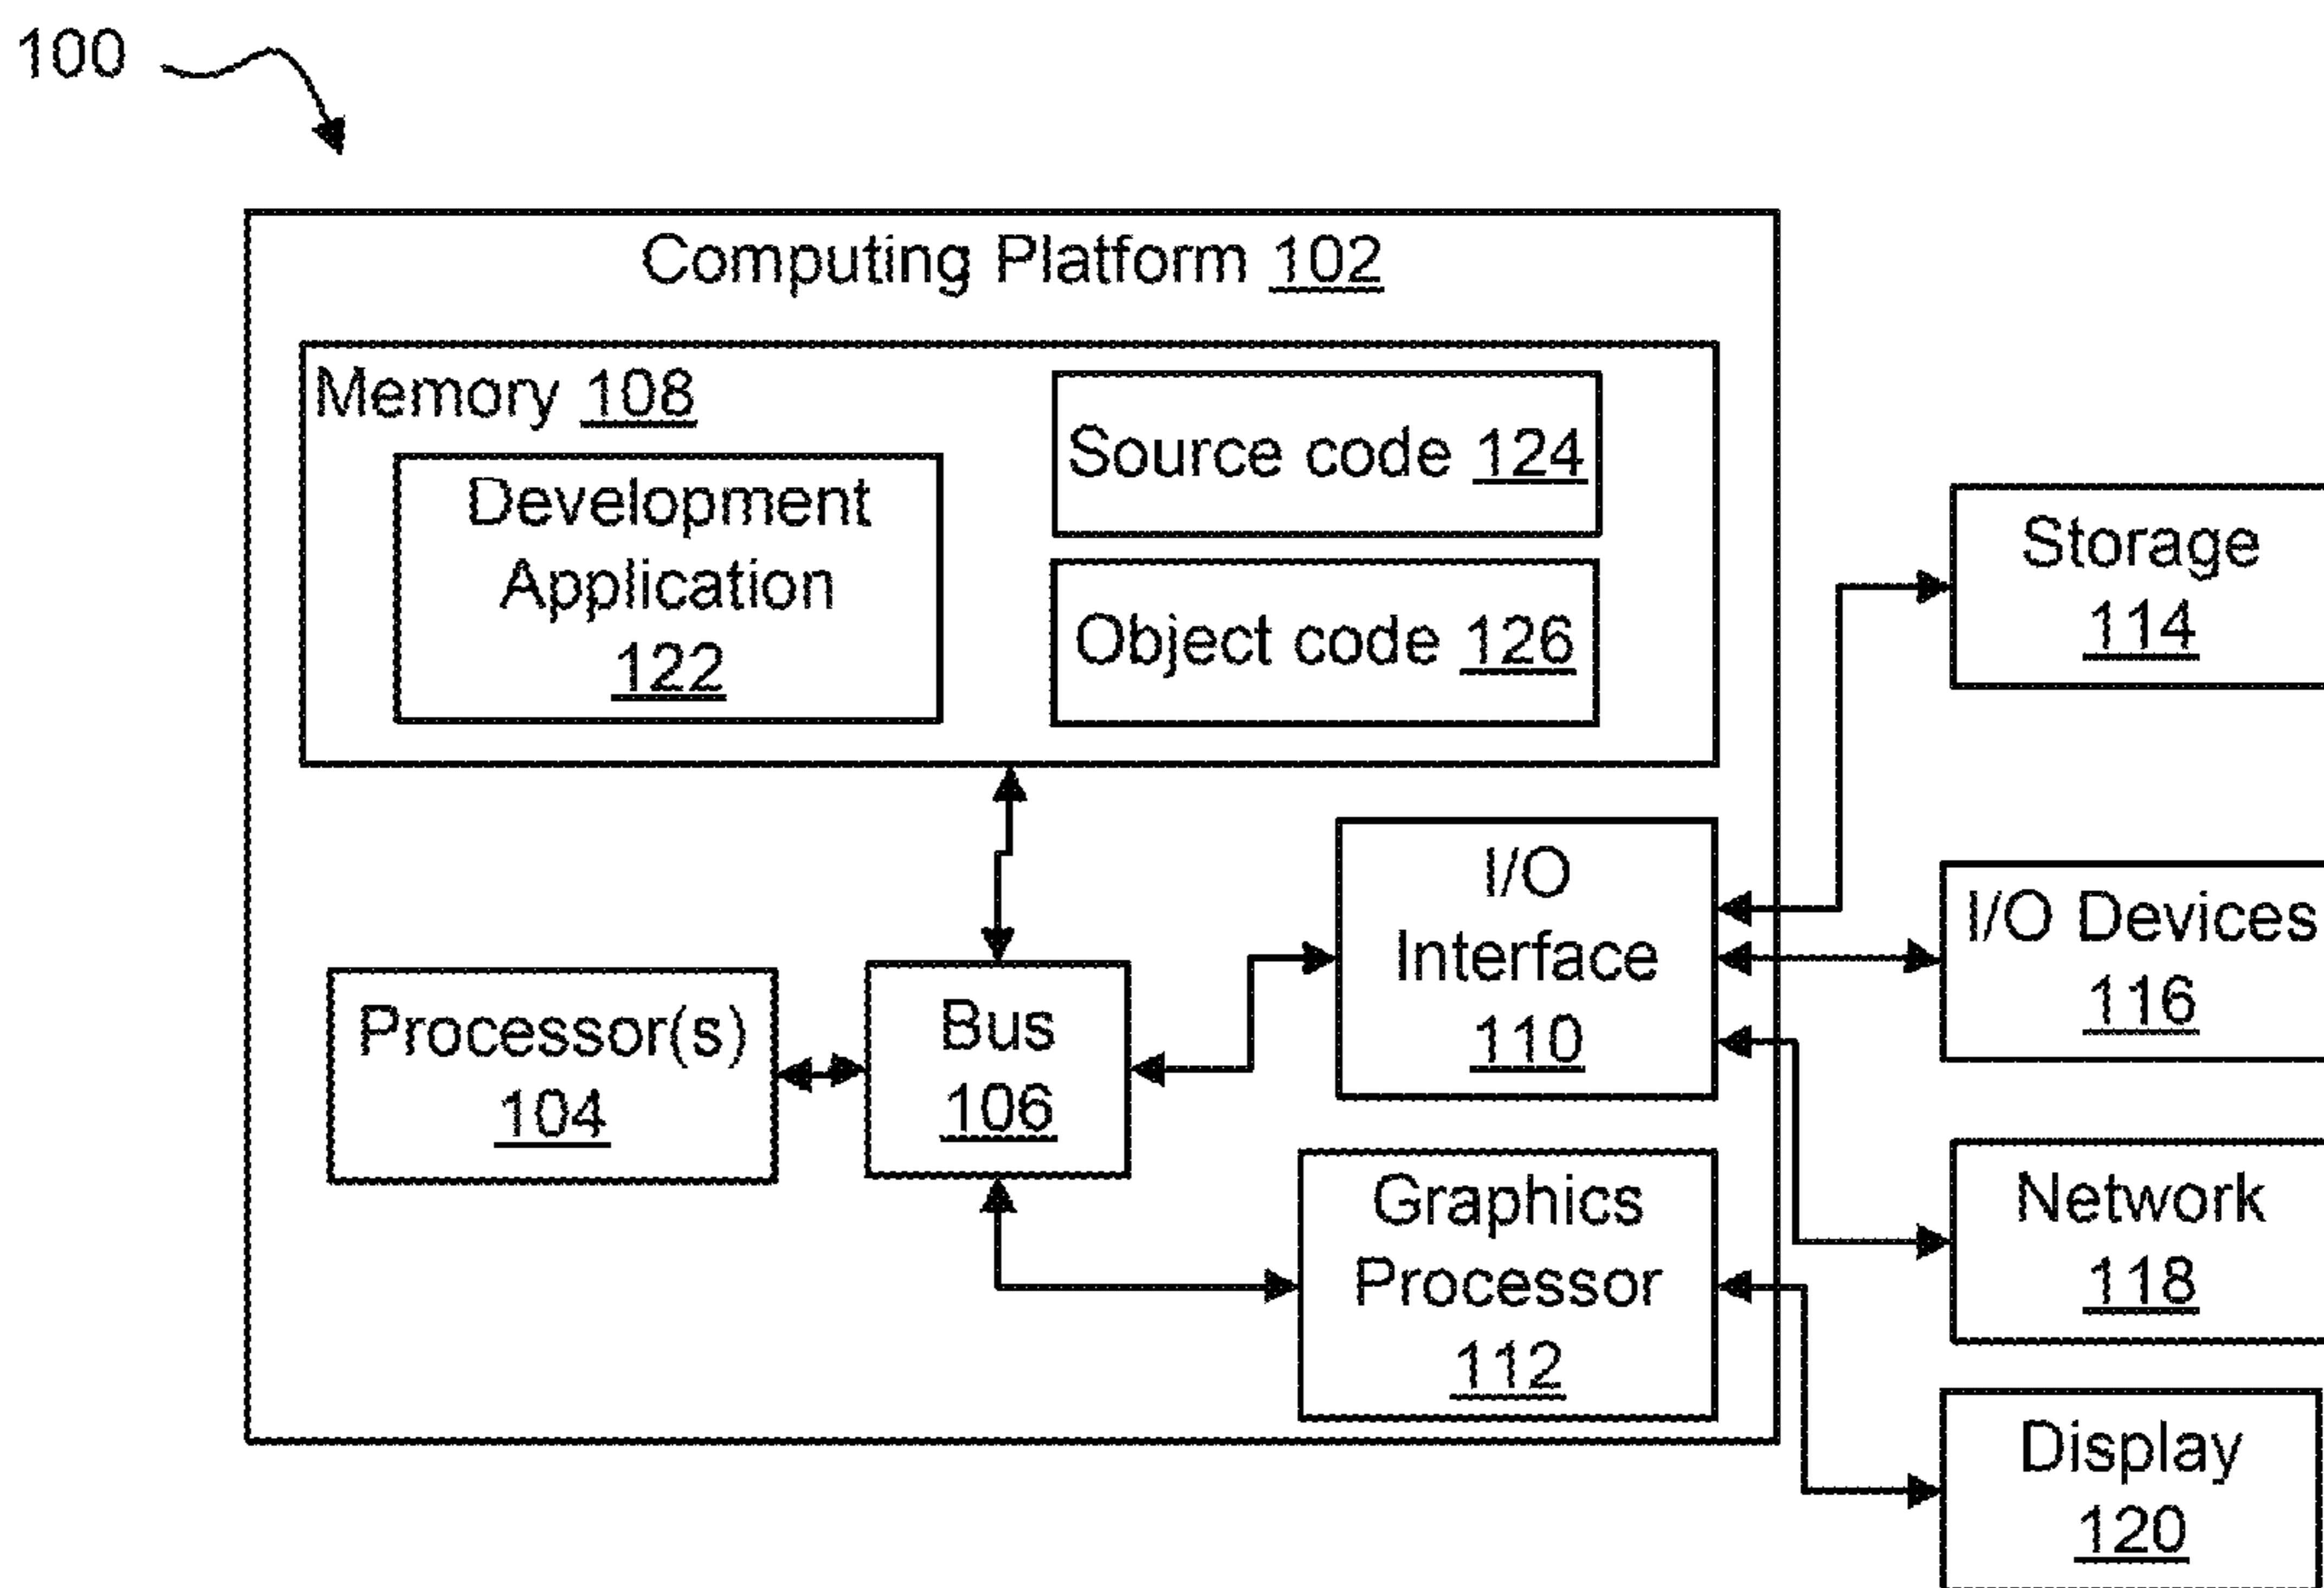 100
Computing Platform 102
Memory 108
Development
Application
122
Source code 124
Object code 126
Storage
114
I/O
Interface
110
I/O Devices
116
Processor(s)
104
Bus
106
Graphics
Processor
112
Network
118
Display
120